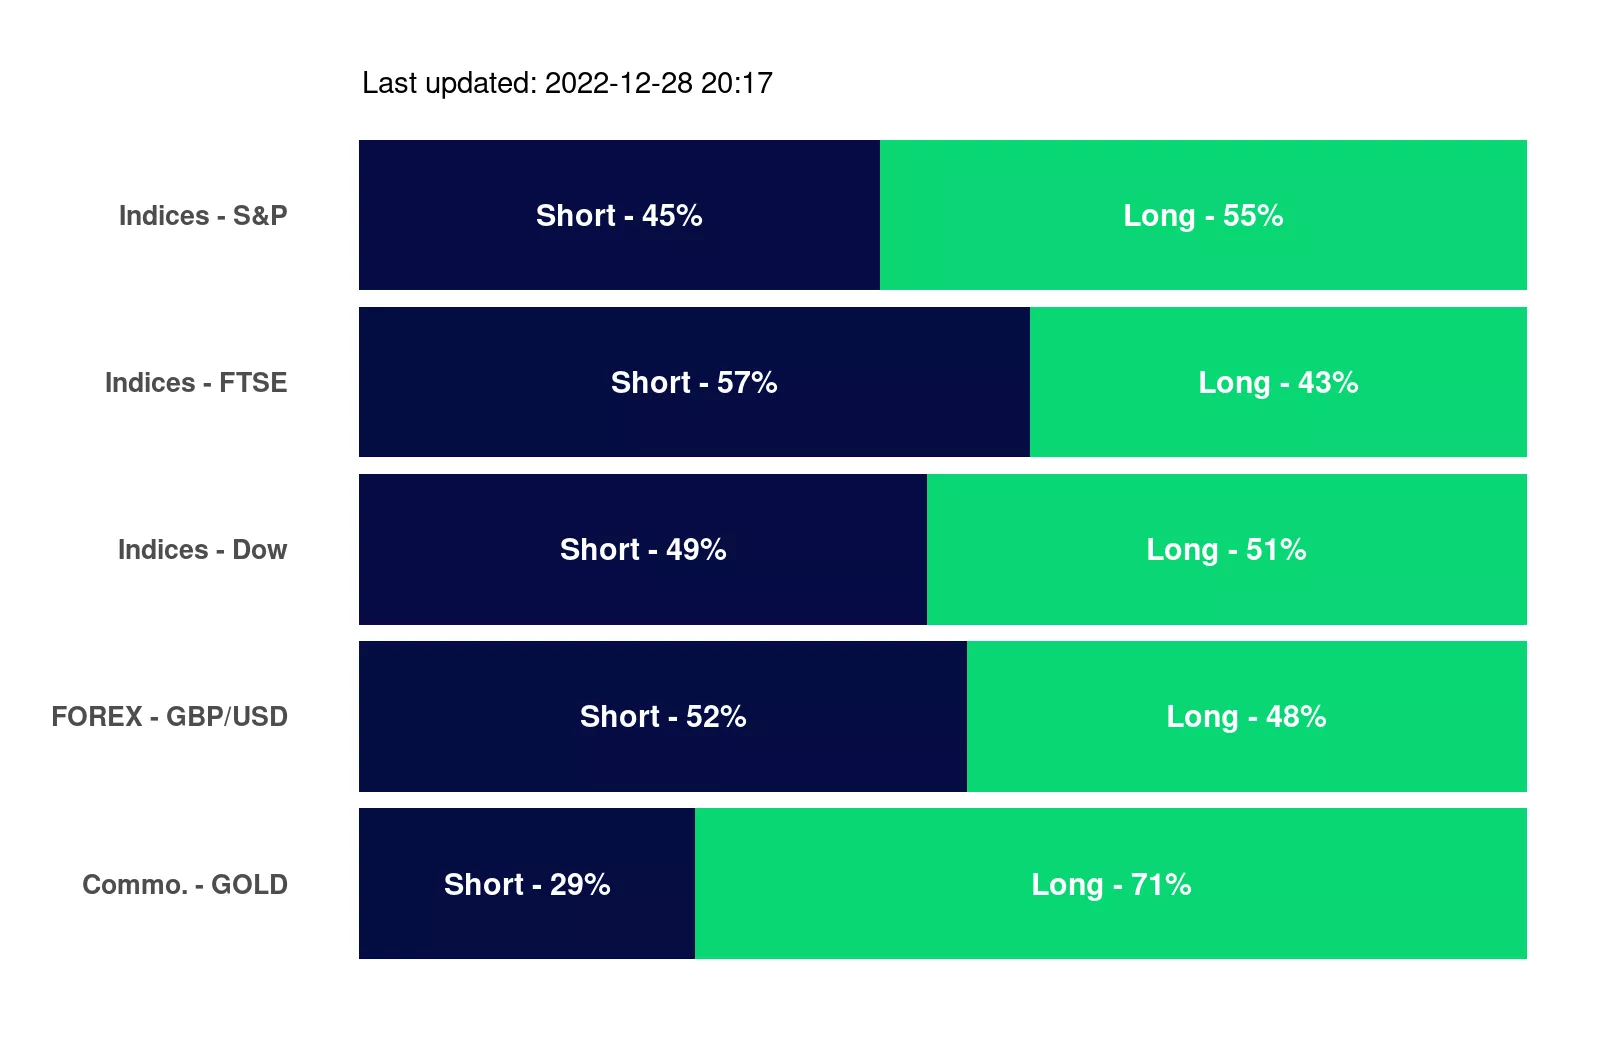 Last updated: 2022-12-28 20:17
Indices - S&P Short - 45% Long - 55%
Indices - FTSE Short - 57% Long - 43%
Indices - Dow Short - 49% Long - 51%
FOREX - GBP/USD Short - 52% Long - 48%
Commo. - GOLD Short - 29% Long - 71%